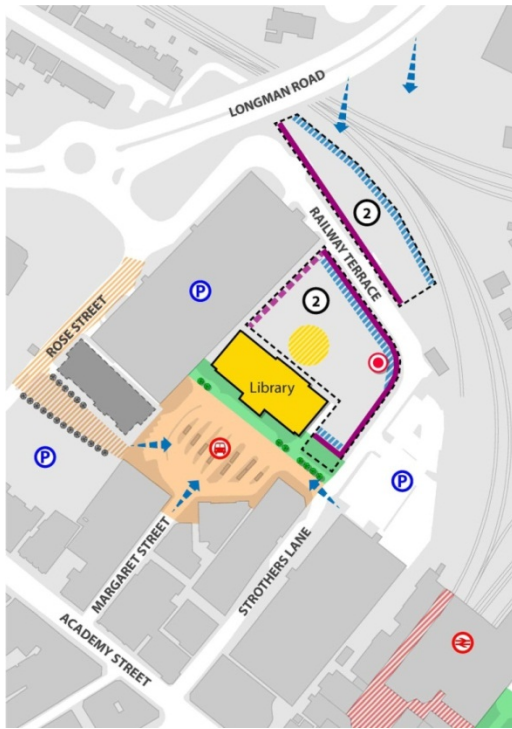 LONGMAN ROAD
2
RAILWAY TERRACE
2
P
ROSE STREET
Library
P
P
MARGARET STREET
STROTHERS LANE
ACADEMY STREET